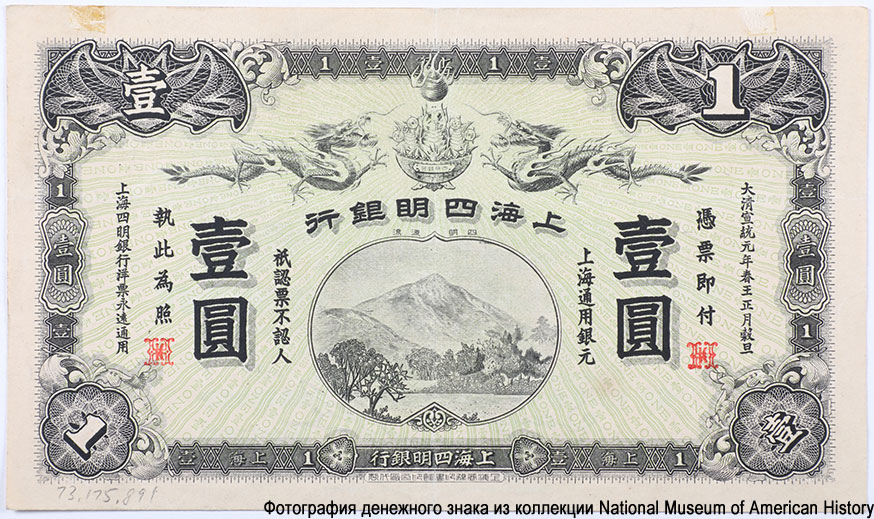 1 壹 壹 1
壹
1
上海四明銀行
四明
大清宣統元年春王正月穀旦
憑票即付
壹圓
上海通用銀元
祇認票不認人
壹圓
執此為照
上海四明銀行洋票永遠通用
1
壹圓
壹
壹
壹圓
1
1
壹
上海 1 上海四明銀行 壹 上海 1
73.175.891
Фотография денежного знака из коллекции National Museum of American History